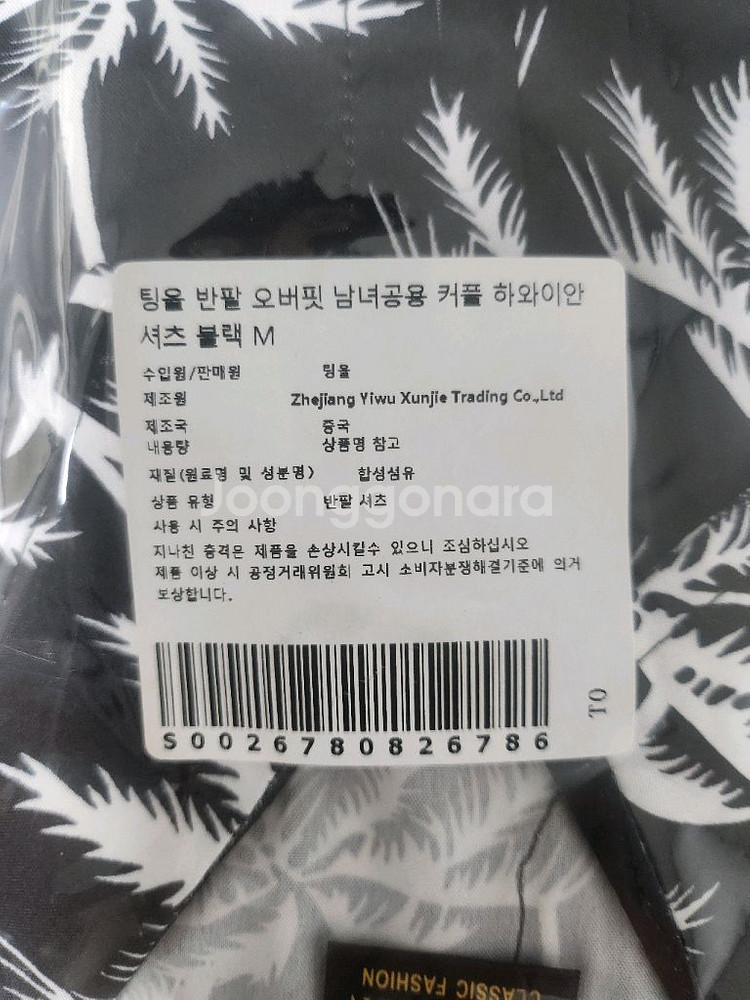 팅울 반팔 오버핏 남녀공용 커플 하와이안
셔츠 블랙 M
수입원/판매원 팅울
제조원 Zhejiang Yiwu Xunjie Trading Co.,Ltd
제조국 중국
내용량 상품명 참고
재질(원료명 및 성분명) 합성섬유
상품 유형 반팔 셔츠
Joonggonara
사용 시 주의 사항
지나친 충격은 제품을 손상시킬수 있으니 조심하십시오
제품 이상 시 공정거래위원회 고시 소비자분쟁해결기준에 의거
보상합니다.
S0026780826786
TO
CLASSIC FASHION